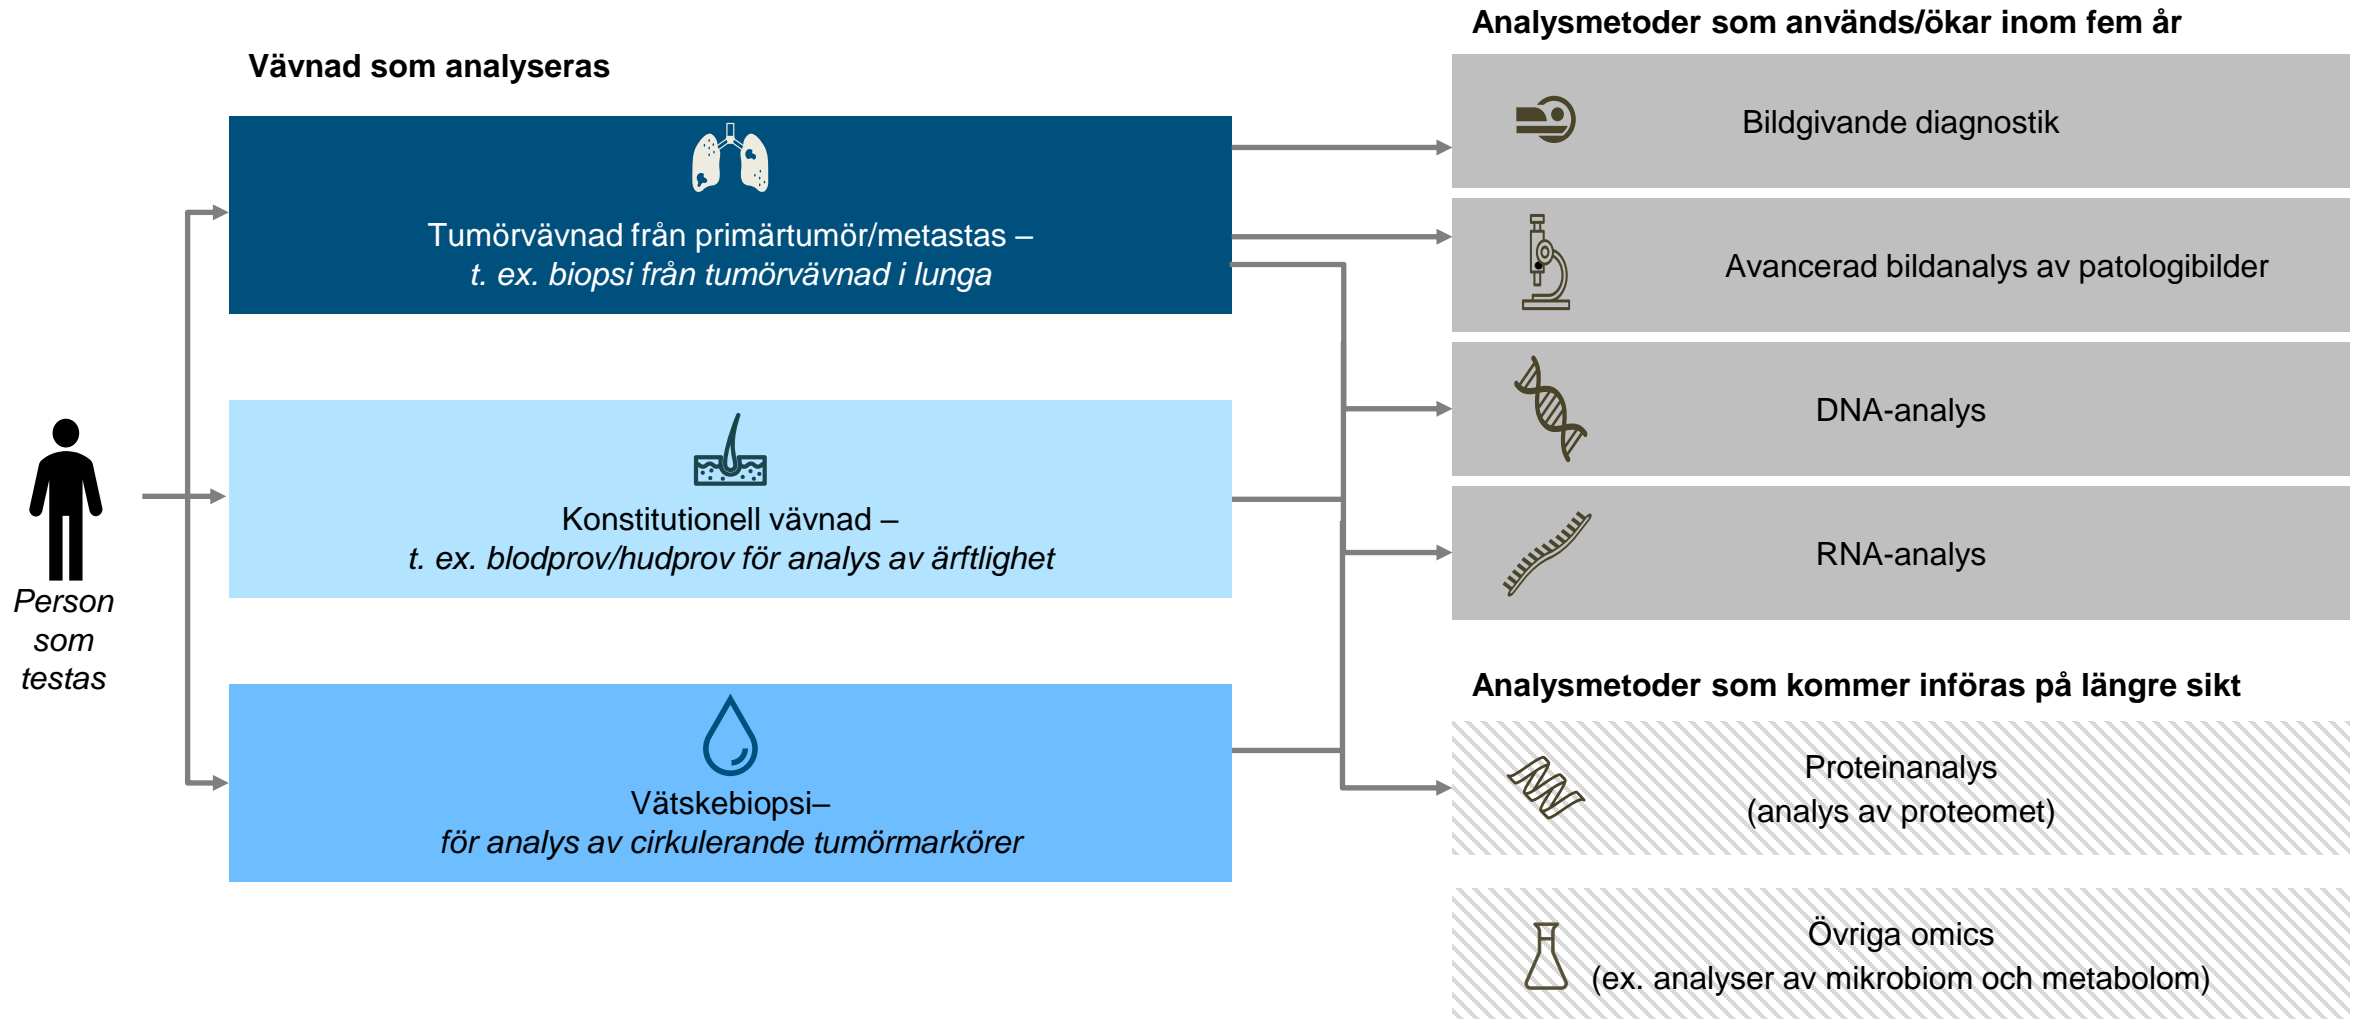 Vävnad som analyseras
Tumörvävnad från primärtumör/metastas –
t. ex. biopsi från tumörvävnad i lunga
Konstitutionell vävnad –
t. ex. blodprov/hudprov för analys av ärftlighet
Vätskebiopsi–
för analys av cirkulerande tumörmarkörer
Person
som
testas
Analysmetoder som används/ökar inom fem år
Bildgivande diagnostik
Avancerad bildanalys av patologibilder
DNA-analys
RNA-analys
Analysmetoder som kommer införas på längre sikt
Proteinanalys
(analys av proteomet)
Övriga omics
(ex. analyser av mikrobiom och metabolom)